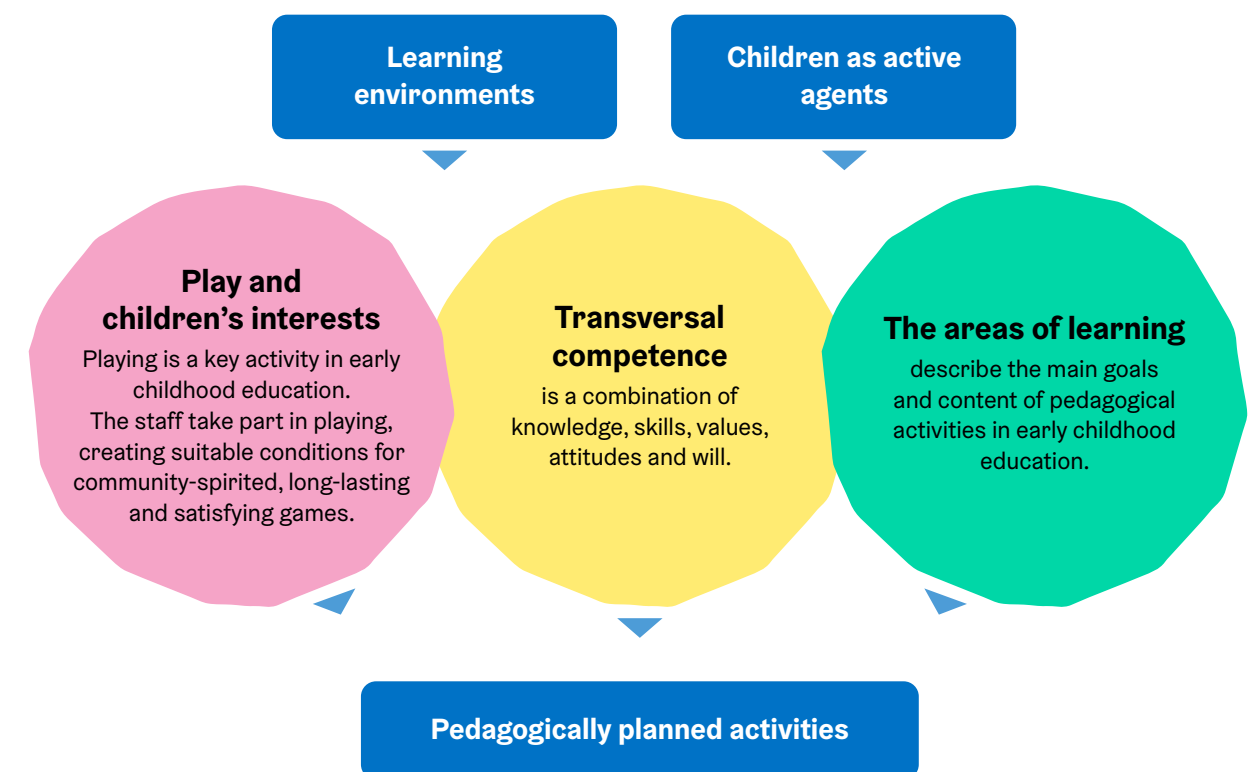 Learning
environments
Children as active
agents
Play and
children’s interests
Playing is a key activity in early
childhood education.
The staff take part in playing,
creating suitable conditions for
community-spirited, long-lasting
and satisfying games.
Transversal
competence
is a combination of
knowledge, skills, values,
attitudes and will.
The areas of learning
describe the main goals
and content of pedagogical
activities in early childhood
education.
Pedagogically planned activities